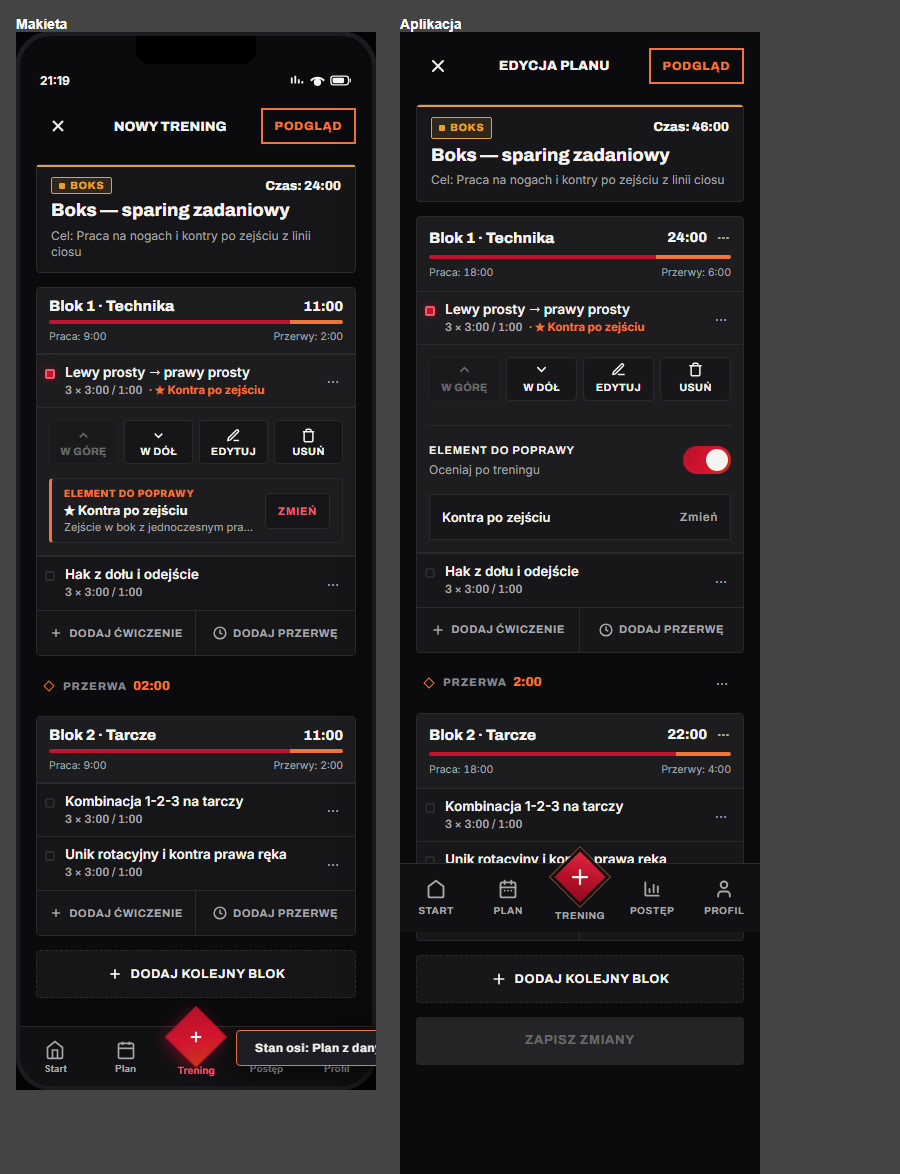 Makieta
21:19
NOWY TRENING
PODGLĄD
BOKS
Czas: 24:00
Boks — sparing zadaniowy
Cel: Praca na nogach i kontry po zejściu z linii
ciosu
Blok 1 · Technika
11:00
Praca: 9:00
Przerwy: 2:00
Lewy prosty → prawy prosty
3 × 3:00 / 1:00 · ★ Kontra po zejściu
W GÓRĘ
W DÓŁ
EDYTUJ
USUŃ
ELEMENT DO POPRAWY
★ Kontra po zejściu
Zejście w bok z jednoczesnym pra...
ZMIEŃ
Hak z dołu i odejście
3 × 3:00 / 1:00
+ DODAJ ĆWICZENIE
DODAJ PRZERWĘ
PRZERWA 02:00
Blok 2 · Tarcze
11:00
Praca: 9:00
Przerwy: 2:00
Kombinacja 1-2-3 na tarczy
3 × 3:00 / 1:00
Unik rotacyjny i kontra prawa ręka
3 × 3:00 / 1:00
+ DODAJ ĆWICZENIE
DODAJ PRZERWĘ
+ DODAJ KOLEJNY BLOK
Stan osi: Plan z dany
Start
Plan
Trening
Postęp
Profil
Aplikacja
EDYCJA PLANU
PODGLĄD
BOKS
Czas: 46:00
Boks — sparing zadaniowy
Cel: Praca na nogach i kontry po zejściu z linii ciosu
Blok 1 · Technika
24:00 ...
Praca: 18:00
Przerwy: 6:00
Lewy prosty → prawy prosty
3 × 3:00 / 1:00 · ★ Kontra po zejściu
W GÓRĘ
W DÓŁ
EDYTUJ
USUŃ
ELEMENT DO POPRAWY
Oceniaj po treningu
Kontra po zejściu
Zmień
Hak z dołu i odejście
3 × 3:00 / 1:00
+ DODAJ ĆWICZENIE
DODAJ PRZERWĘ
PRZERWA 2:00
Blok 2 · Tarcze
22:00 ...
Praca: 18:00
Przerwy: 4:00
Kombinacja 1-2-3 na tarczy
3 × 3:00 / 1:00
Unik rotacyjny i kontra prawa ręka
START
PLAN
TRENING
POSTĘP
PROFIL
+ DODAJ KOLEJNY BLOK
ZAPISZ ZMIANY